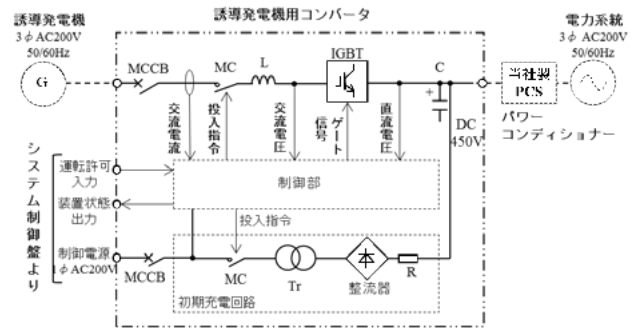 誘導発電機用コンバータ
誘導発電機
3φ AC200V
50/60Hz
G
MCCB
MC
L
IGBT
C
+
DC
450V
当社製
PCS
パワー
コンディショナー
電力系統
3φ AC200V
50/60Hz
交流電流
投入指令
交流電圧
ゲート
信号
直流電圧
システム制御盤より
運転許可
入力
装置状態
出力
制御部
投入指令
制御電源
1φ AC200V
MCCB
MC
Tr
整流器
R
初期充電回路